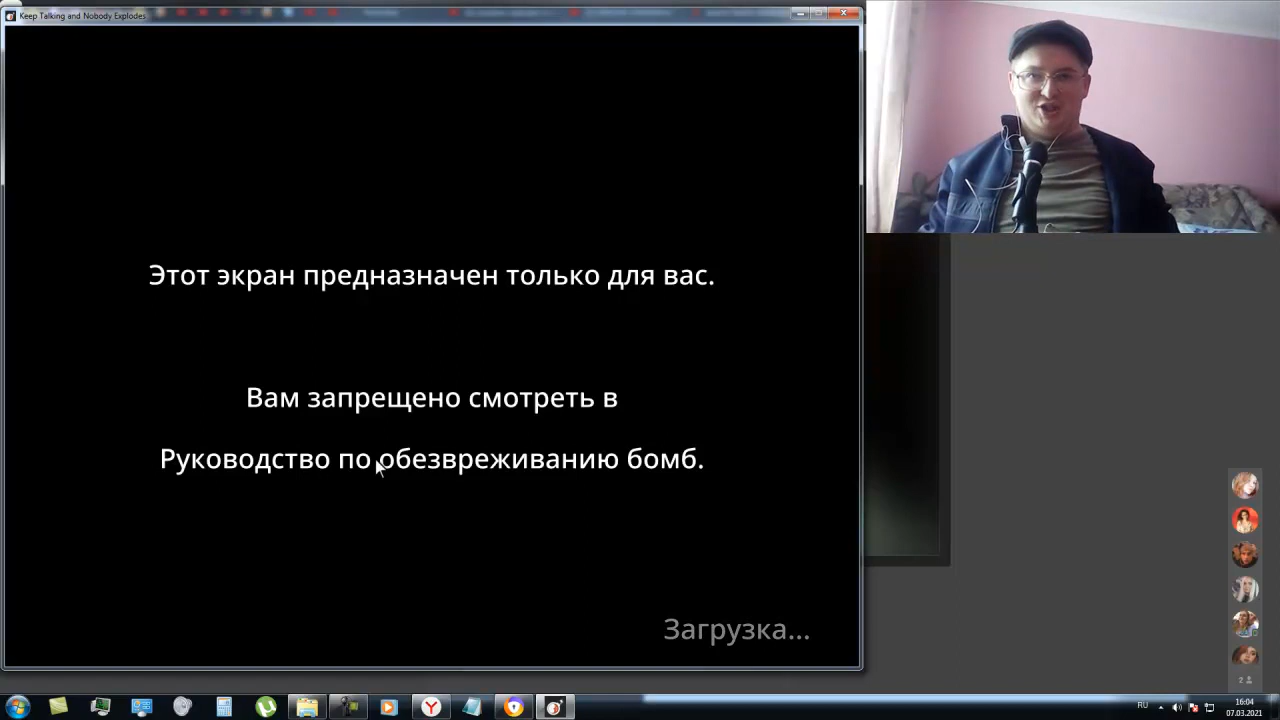 Keep Talking and Nobody Explodes
Этот экран предназначен только для вас.
Вам запрещено смотреть в
Руководство по обезвреживанию бомб.
Загрузка...
2
RU
16:04
07.03.2021